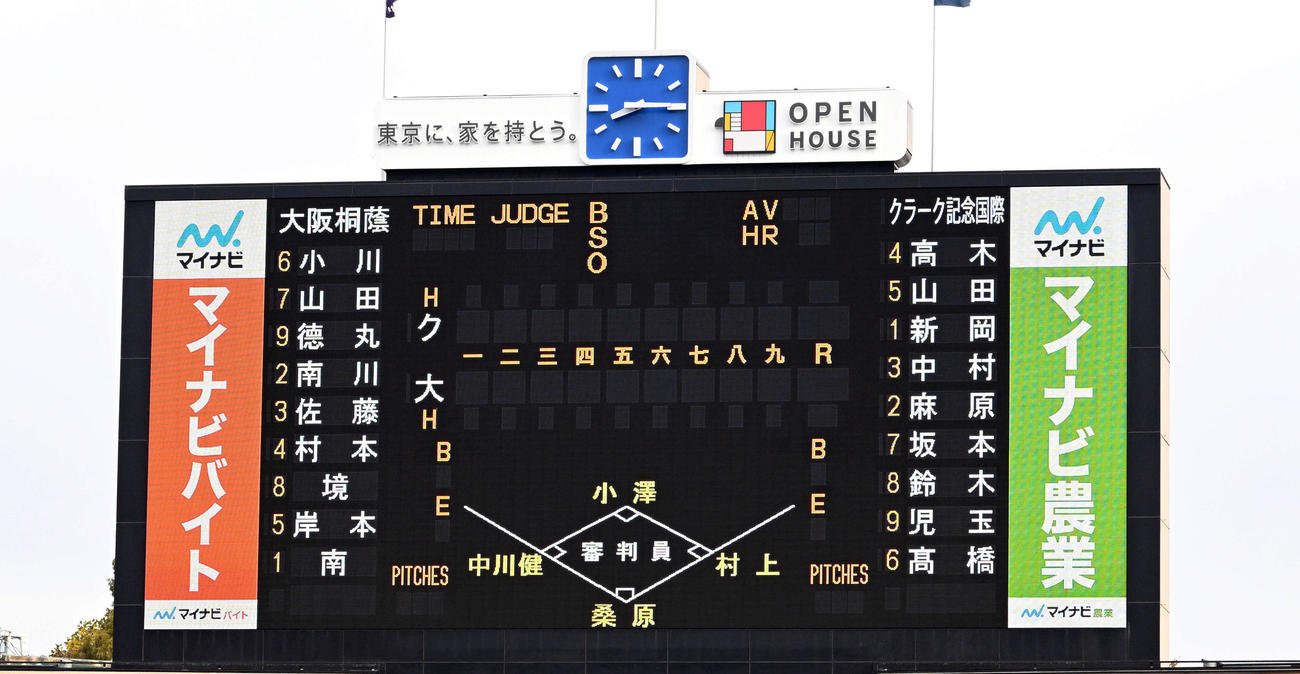 東京に、家を持とう。
OPEN
HOUSE
マイナビ
マイナビバイト
マイナビバイト
大阪桐蔭
6 小川
7 山田
9 德丸
2 南川
3 佐藤
4 村本
8 境
5 岸本
1 南
TIME JUDGE B
S
O
AV
HR
H
ク
一 二 三 四 五 六 七 八 九 R
大
H
B
E
B
E
小澤
審判員
中川健
村上
桑原
PITCHES
PITCHES
クラーク記念国際
4 高木
5 山田
1 新岡
3 中村
2 麻原
7 坂本
8 鈴木
9 児玉
6 髙橋
マイナビ
マイナビ農業
マイナビ農業